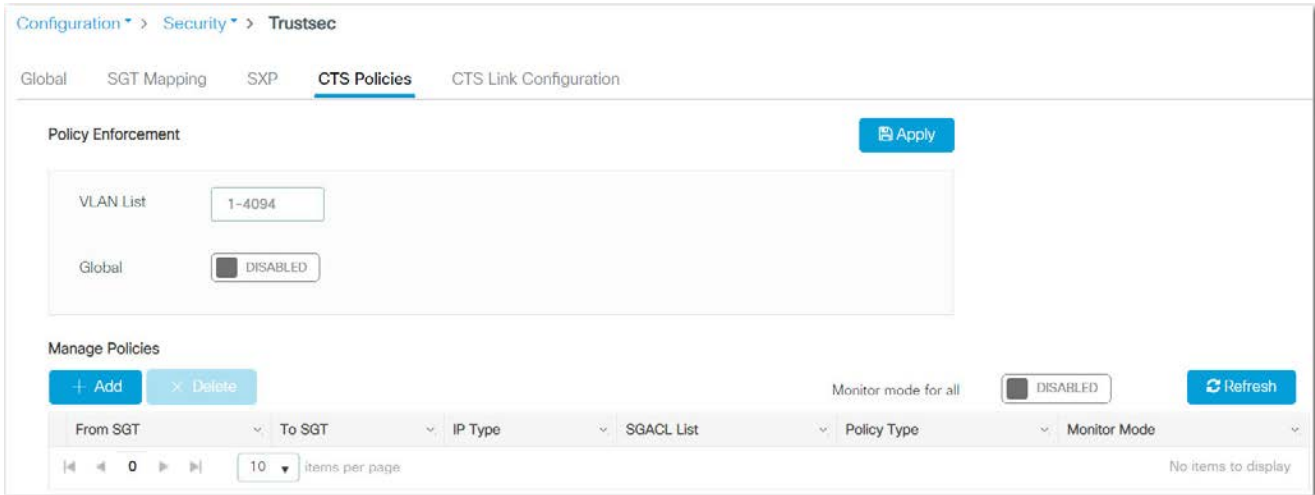 Configuration > Security > Trustsec
Global SGT Mapping SXP CTS Policies CTS Link Configuration
Policy Enforcement Apply
VLAN List 1-4094
Global DISABLED
Manage Policies
+ Add × Delete Monitor mode for all DISABLED Refresh
From SGT To SGT IP Type SGACL List Policy Type Monitor Mode
0 10 items per page No items to display